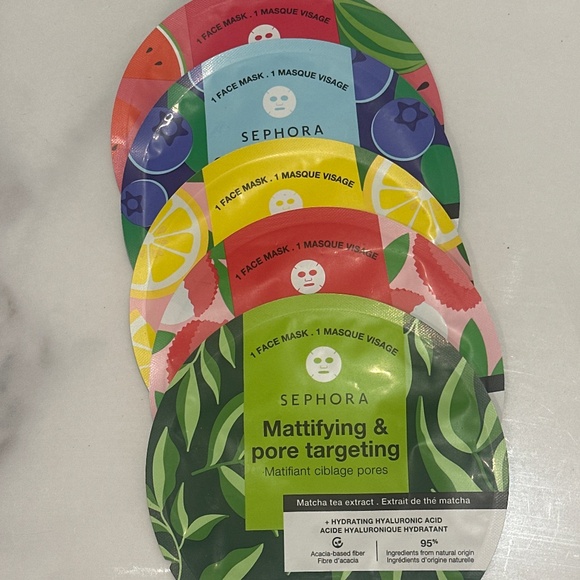 1 FACE MASK . 1 MASQUE VISAGE
1 FACE MASK . 1 MASQUE VISAGE
SEPHORA
1 FACE MASK . 1 MASQUE VISAGE
1 FACE MASK . 1 MASQUE VISAGE
1 FACE MASK . 1 MASQUE VISAGE
SEPHORA
Mattifying &
pore targeting
Matifiant ciblage pores
Matcha tea extract . Extrait de thé matcha
+ HYDRATING HYALURONIC ACID
ACIDE HYALURONIQUE HYDRATANT
Acacia-based fiber
Fibre d'acacia
95%
Ingredients from natural origin
Ingrédients d'origine naturelle